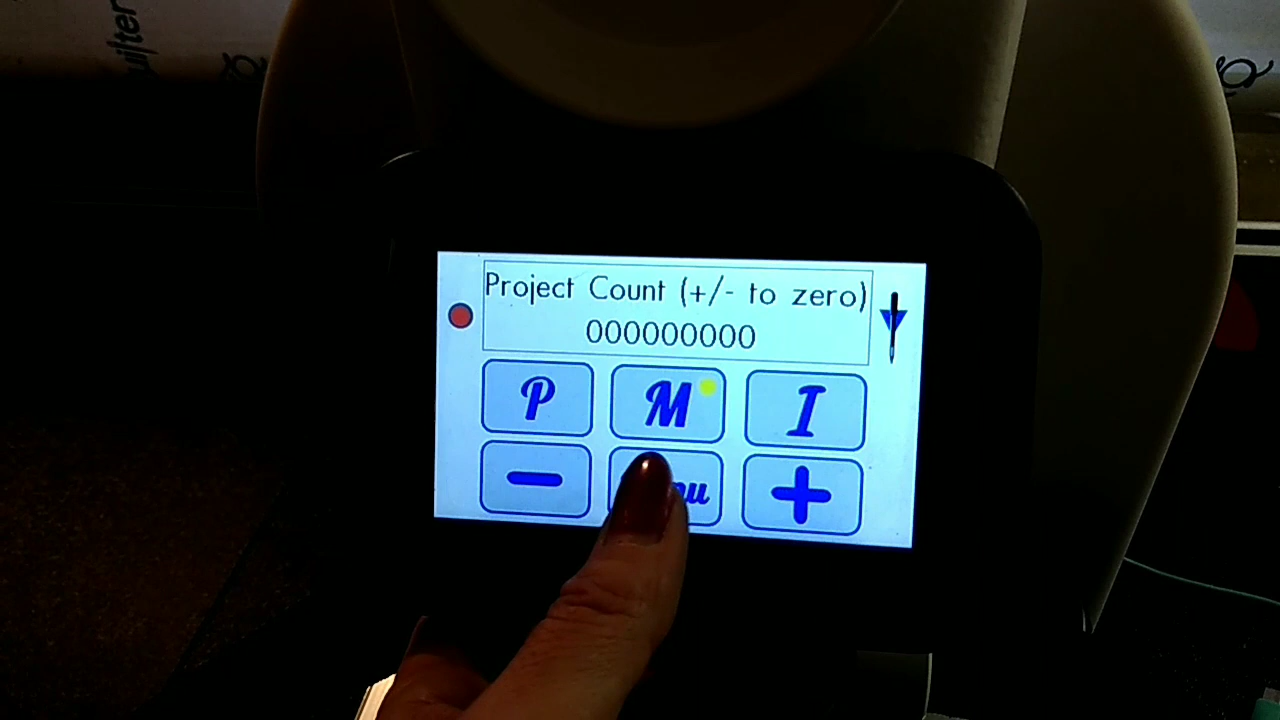 Project Count (+/- to zero)
000000000
P M I
- +